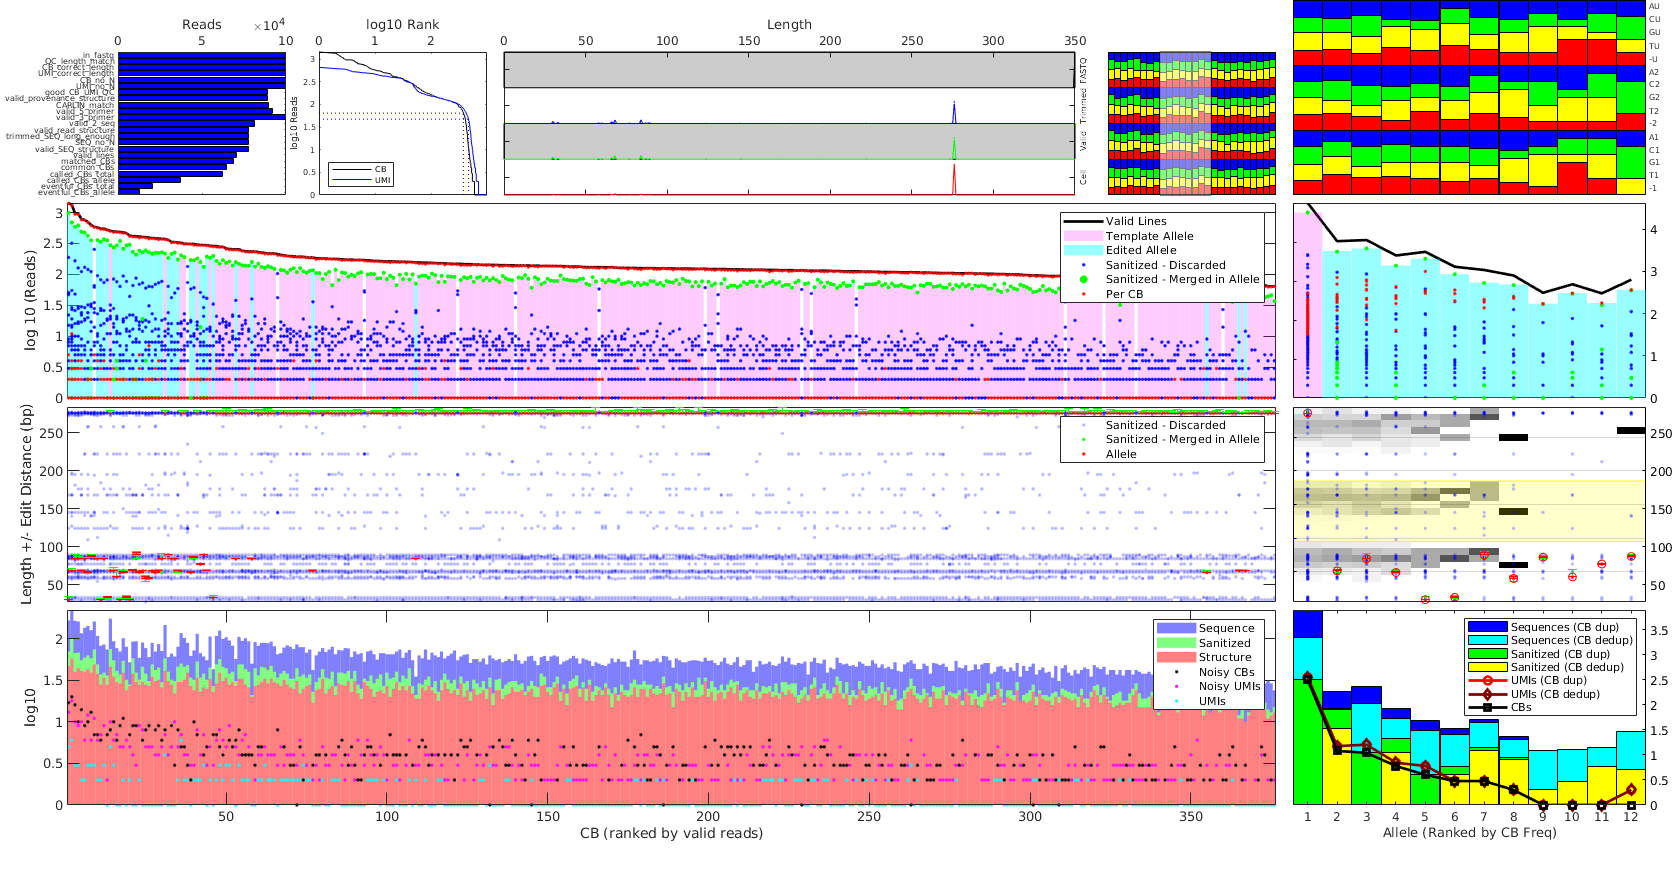 Reads ×10⁴
0 5 10
in_fastq
QC_length_match
CB_correct_length
UMI_correct_length
CB_no_N
UMI_no_N
good_CB_UMI_QC
valid_provenance_structure
CARLIN_match
valid_5_primer
valid_3_primer
valid_2_seq
valid_read_structure
trimmed_SEQ_long_enough
SEQ_no_N
valid_SEQ_structure
valid_lines
matched_CBs
common_CBs
called_CBs_total
called_CBs_allele
eventful_CBs_total
eventful_CBs_allele
log10 Rank
0 1 2
log10 Reads
3
2.5
2
1.5
1
0.5
0
CB
UMI
Length
0 50 100 150 200 250 300 350
FASTQ
Trimmed
Valid
Cell
AU
CU
GU
TU
-U
A2
C2
G2
T2
-2
A1
C1
G1
T1
-1
log 10 (Reads)
3
2.5
2
1.5
1
0.5
0
Valid Lines
Template Allele
Edited Allele
Sanitized - Discarded
Sanitized - Merged in Allele
Per CB
4
3
2
1
0
Length +/- Edit Distance (bp)
250
200
150
100
50
Sanitized - Discarded
Sanitized - Merged in Allele
Allele
250
200
150
100
50
log10
2
1.5
1
0.5
0
Sequence
Sanitized
Structure
Noisy CBs
Noisy UMIs
UMIs
50 100 150 200 250 300 350
CB (ranked by valid reads)
Sequences (CB dup)
Sequences (CB dedup)
Sanitized (CB dup)
Sanitized (CB dedup)
UMIs (CB dup)
UMIs (CB dedup)
CBs
3.5
3
2.5
2
1.5
1
0.5
0
1 2 3 4 5 6 7 8 9 10 11 12
Allele (Ranked by CB Freq)